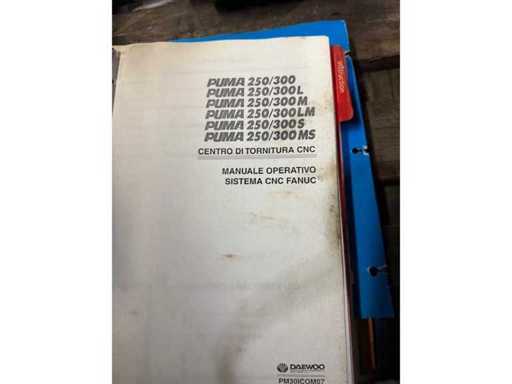 PUMA 250/300
PUMA 250/300L
PUMA 250/300M
PUMA 250/300LM
PUMA 250/300S
PUMA 250/300MS
CENTRO DI TORNITURA CNC
MANUALE OPERATIVO
SISTEMA CNC FANUC
DAEWOO
PM30ICOM07